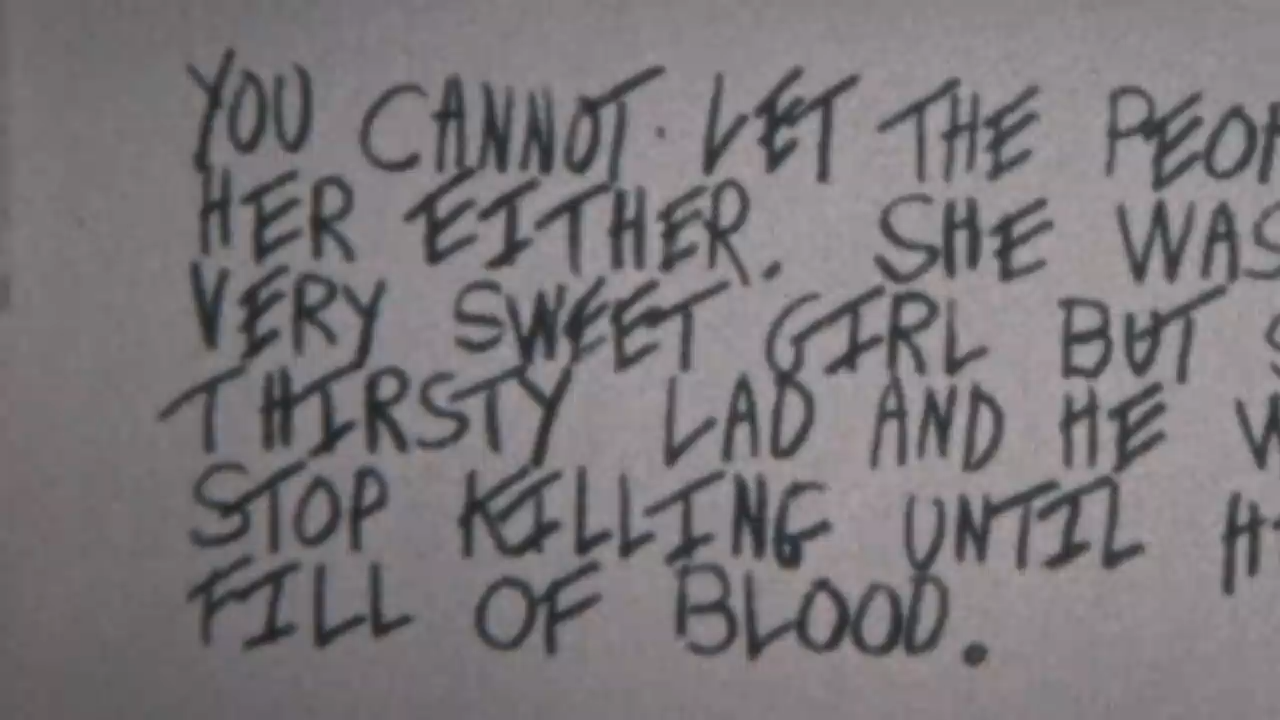 YOU CANNOT LET THE
HER EITHER. SHE WAS
VERY SWEET GIRL BUT
THIRSTY LAD AND HE
STOP KILLING UNTIL
FILL OF BLOOD.